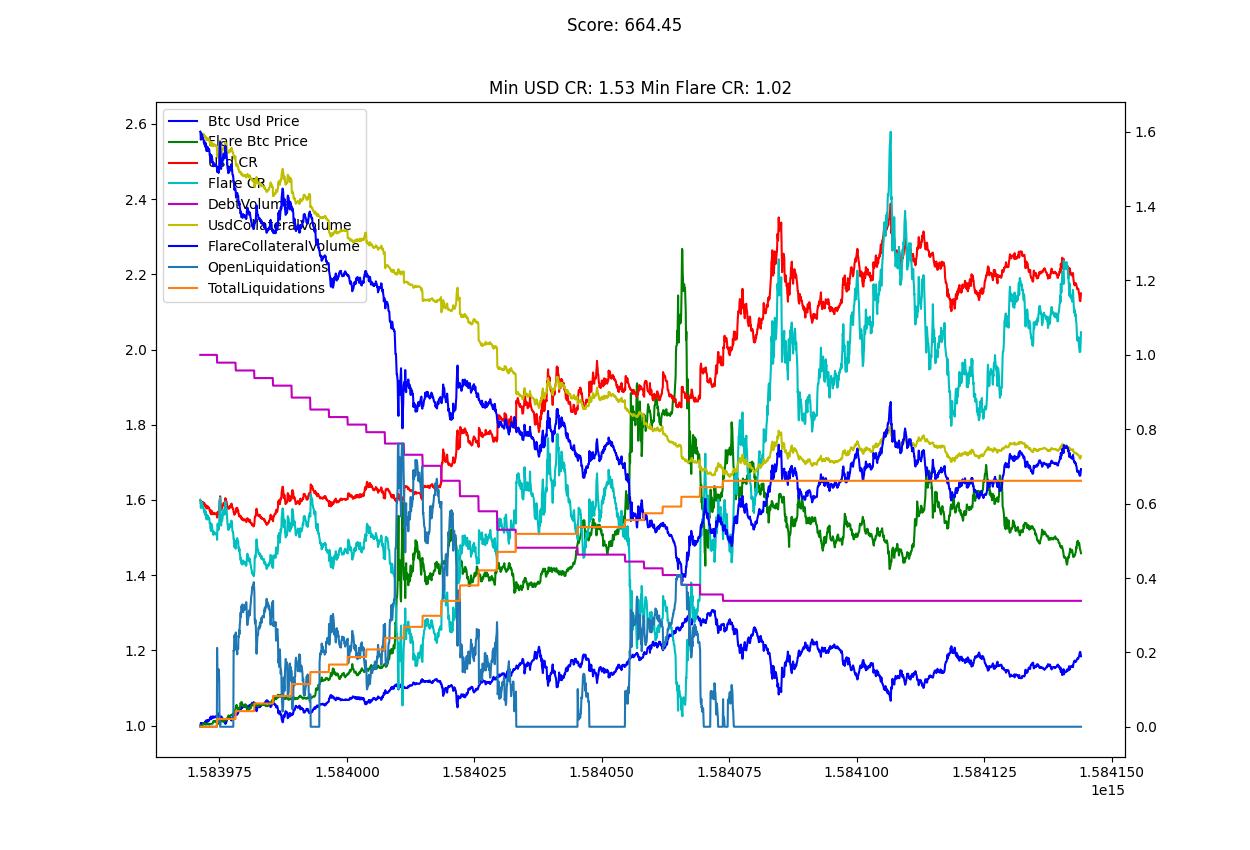 Score: 664.45
Min USD CR: 1.53 Min Flare CR: 1.02
Btc Usd Price
Flare Btc Price
Usd CR
Flare CR
DebtVolume
UsdCollateralVolume
FlareCollateralVolume
OpenLiquidations
TotalLiquidations
2.6
2.4
2.2
2.0
1.8
1.6
1.4
1.2
1.0
1.6
1.4
1.2
1.0
0.8
0.6
0.4
0.2
0.0
1.583975 1.584000 1.584025 1.584050 1.584075 1.584100 1.584125 1.584150
1e15